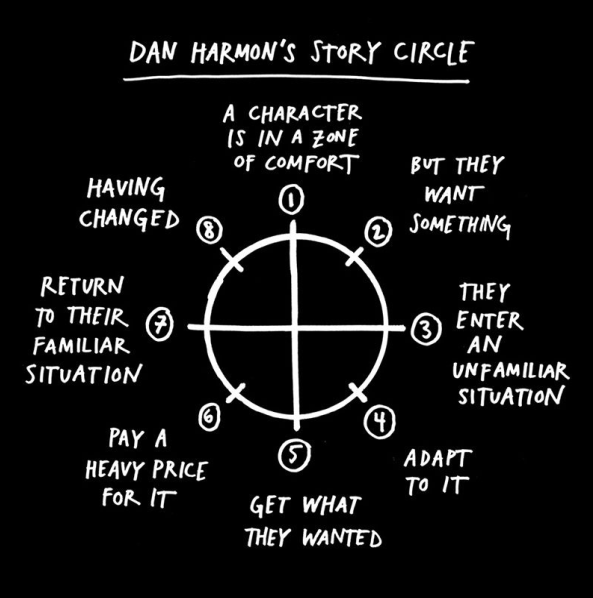 DAN HARMON'S STORY CIRCLE
A CHARACTER
IS IN A ZONE
OF COMFORT
1
BUT THEY
WANT
SOMETHING
2
THEY
ENTER
AN
UNFAMILIAR
SITUATION
3
ADAPT
TO IT
4
GET WHAT
THEY WANTED
5
PAY A
HEAVY PRICE
FOR IT
6
RETURN
TO THEIR
FAMILIAR
SITUATION
7
HAVING
CHANGED
8